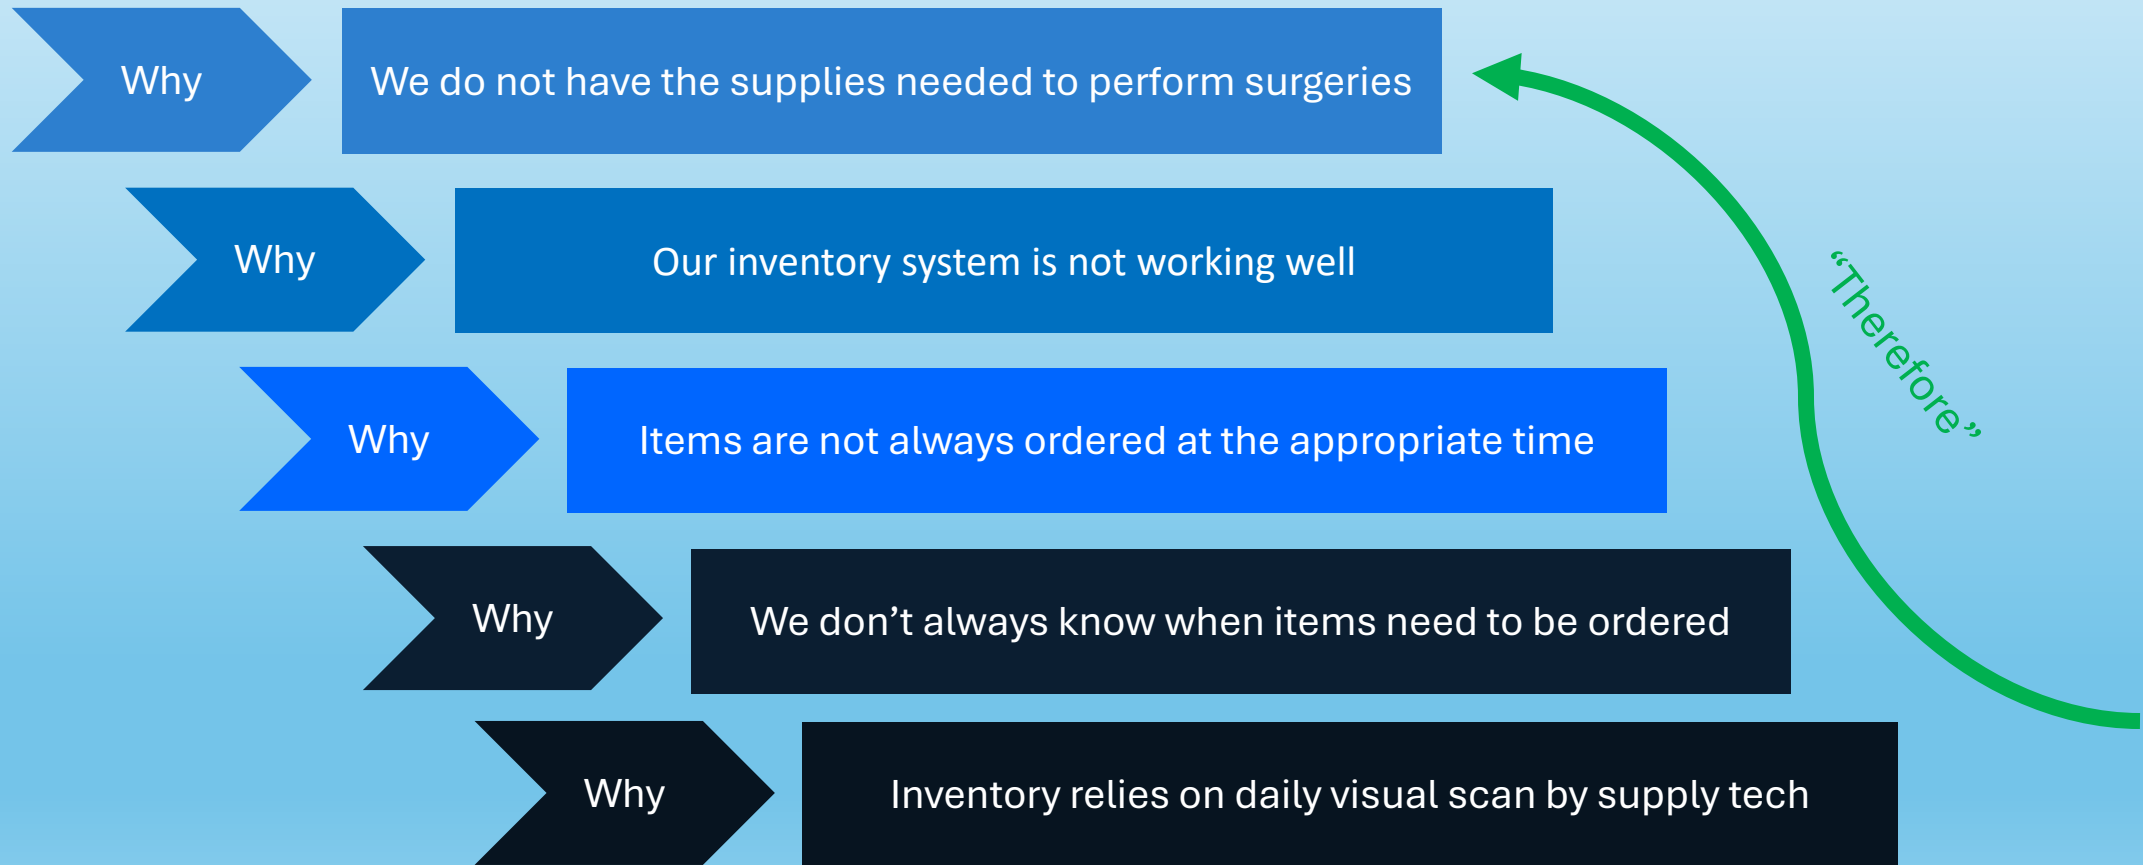 Why
We do not have the supplies needed to perform surgeries
Why
Our inventory system is not working well
Why
Items are not always ordered at the appropriate time
Why
We don’t always know when items need to be ordered
Why
Inventory relies on daily visual scan by supply tech
“Therefore”